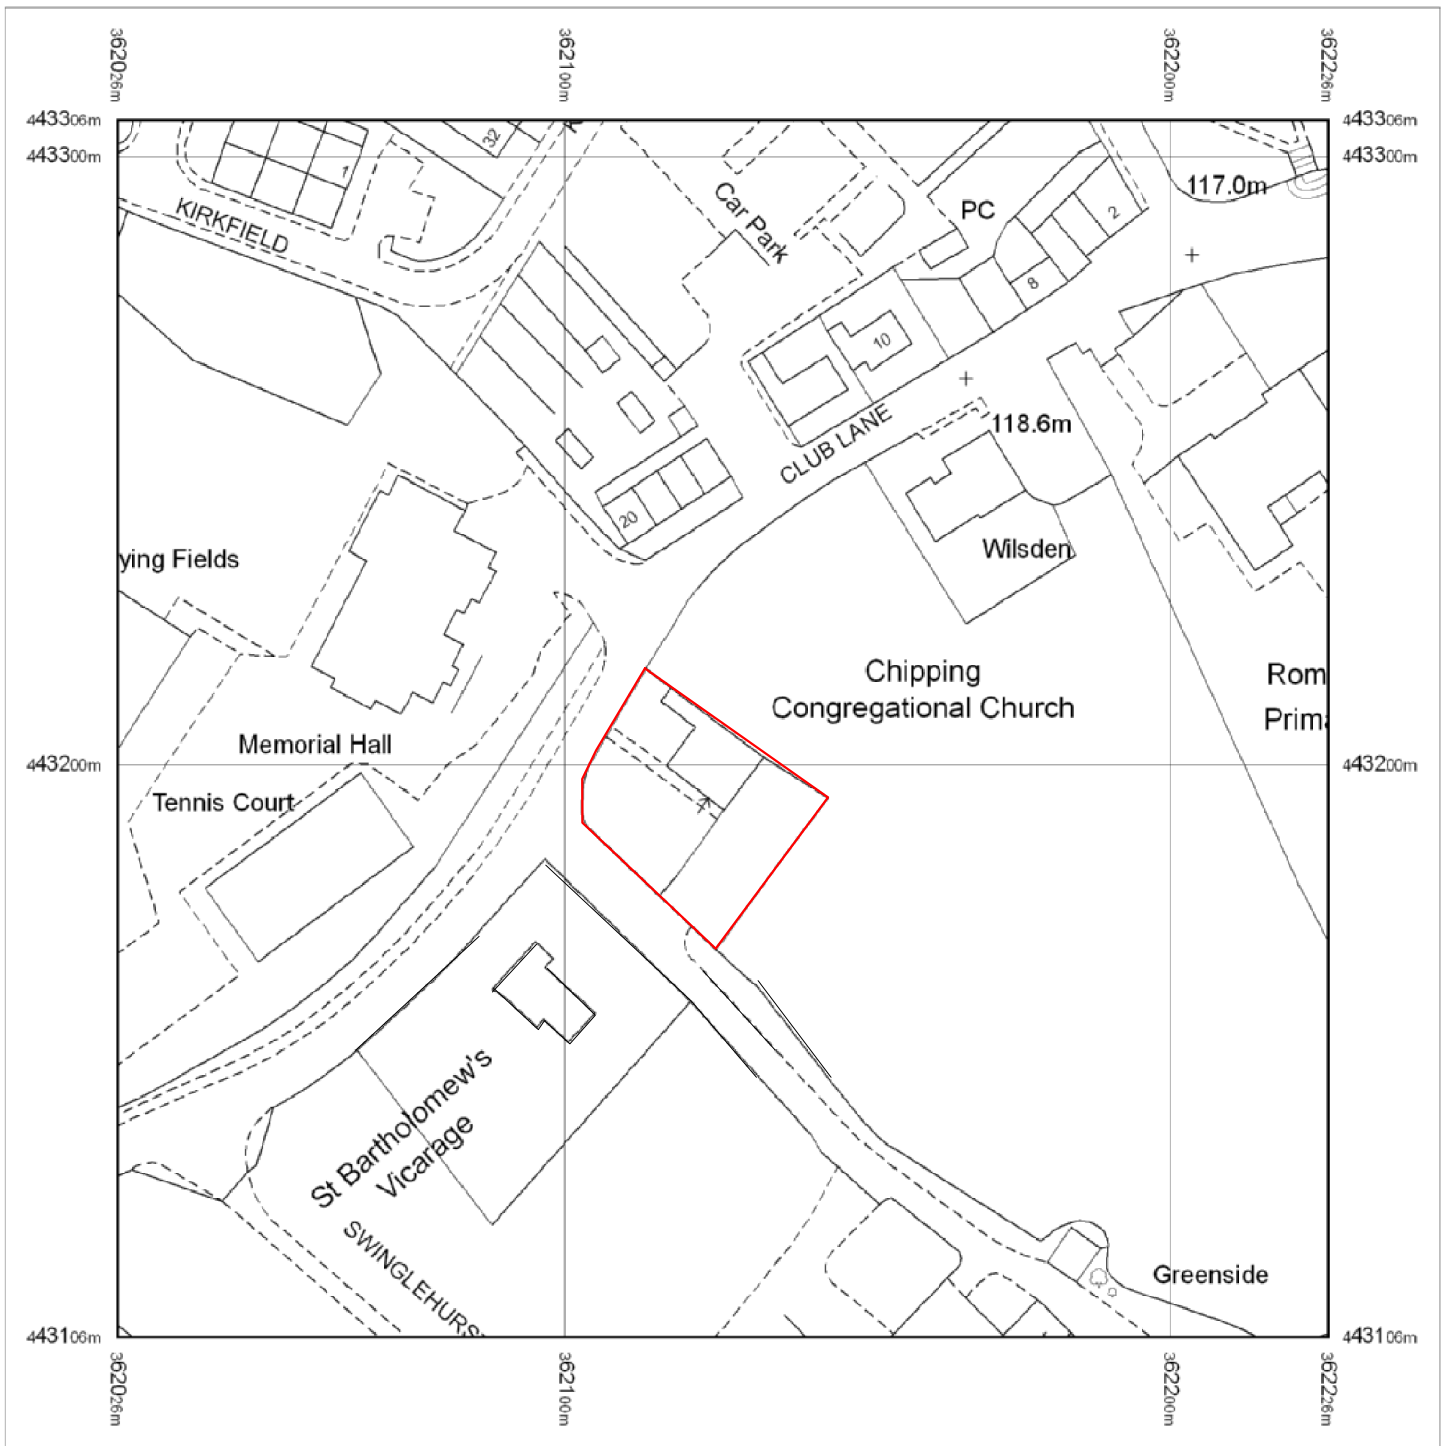 362026m
362100m
362200m
362226m
443306m
443306m
443300m
443300m
32
1
KIRKFIELD
Car Park
PC
2
117.0m
8
10
CLUB LANE
118.6m
20
Wilsden
ying Fields
Chipping
Congregational Church
Rom
Prim
Memorial Hall
443200m
443200m
Tennis Court
St Bartholomew's
Vicarage
SWINGLEHURS
Greenside
443106m
443106m
362026m
362100m
362200m
362226m